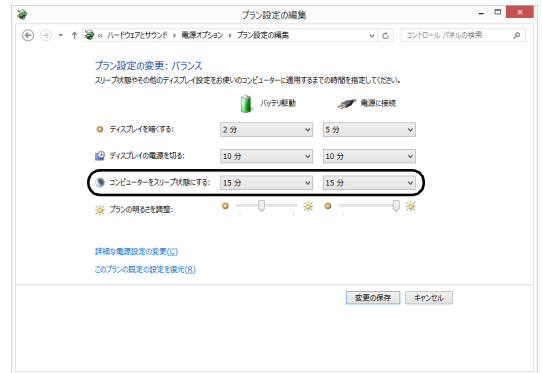 プラン設定の編集
« ハードウェアとサウンド ▸ 電源オプション ▸ プラン設定の編集
コントロール パネルの検索
プラン設定の変更: バランス
スリープ状態やその他のディスプレイ設定をお使いのコンピューターに適用するまでの時間を指定してください。
バッテリ駆動 電源に接続
ディスプレイを暗くする: 2 分 5 分
ディスプレイの電源を切る: 10 分 10 分
コンピューターをスリープ状態にする: 15 分 15 分
プランの明るさを調整:
詳細な電源設定の変更(C)
このプランの既定の設定を復元(R)
変更の保存 キャンセル